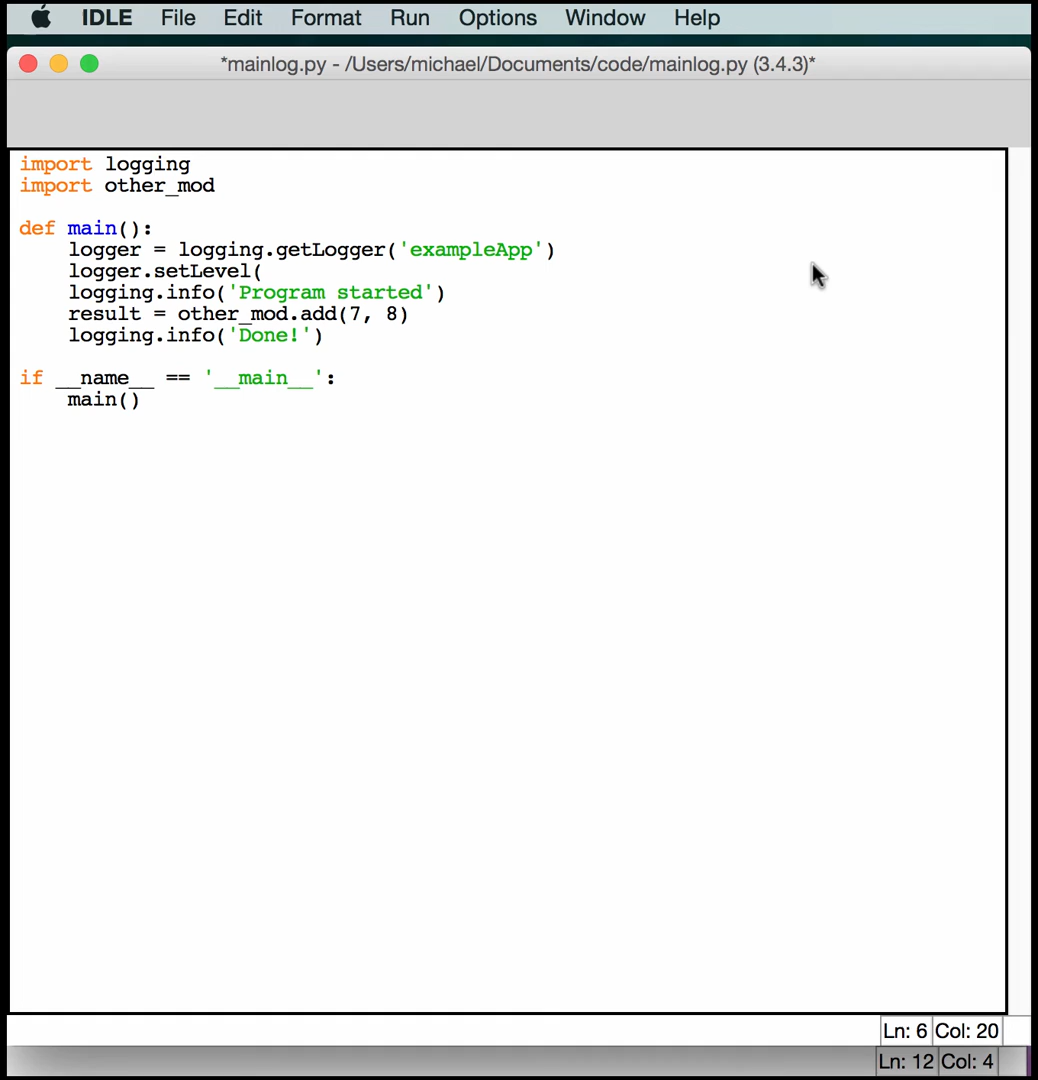 IDLE File Edit Format Run Options Window Help
*mainlog.py - /Users/michael/Documents/code/mainlog.py (3.4.3)*
import logging
import other_mod
def main():
    logger = logging.getLogger('exampleApp')
    logger.setLevel(
    logging.info('Program started')
    result = other_mod.add(7, 8)
    logging.info('Done!')
if __name__ == '__main__':
    main()
Ln: 6 Col: 20
Ln: 12 Col: 4